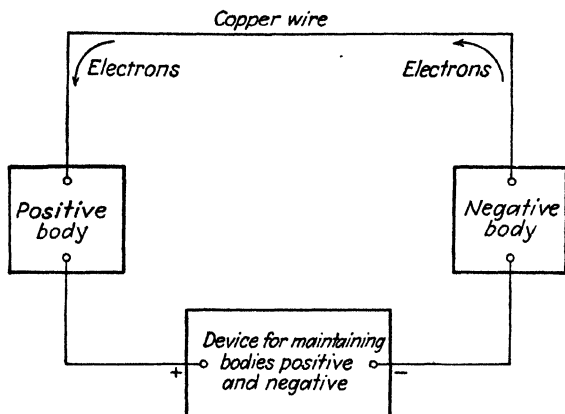 Copper wire
Electrons
Electrons
Positive
body
Negative
body
Device for maintaining
bodies positive
and negative
+
-